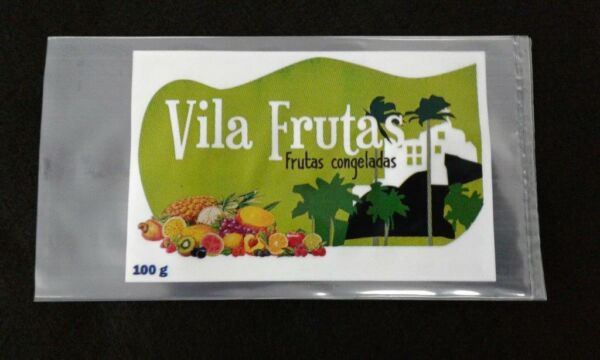 Vila Frutas
Frutas congeladas
100 g